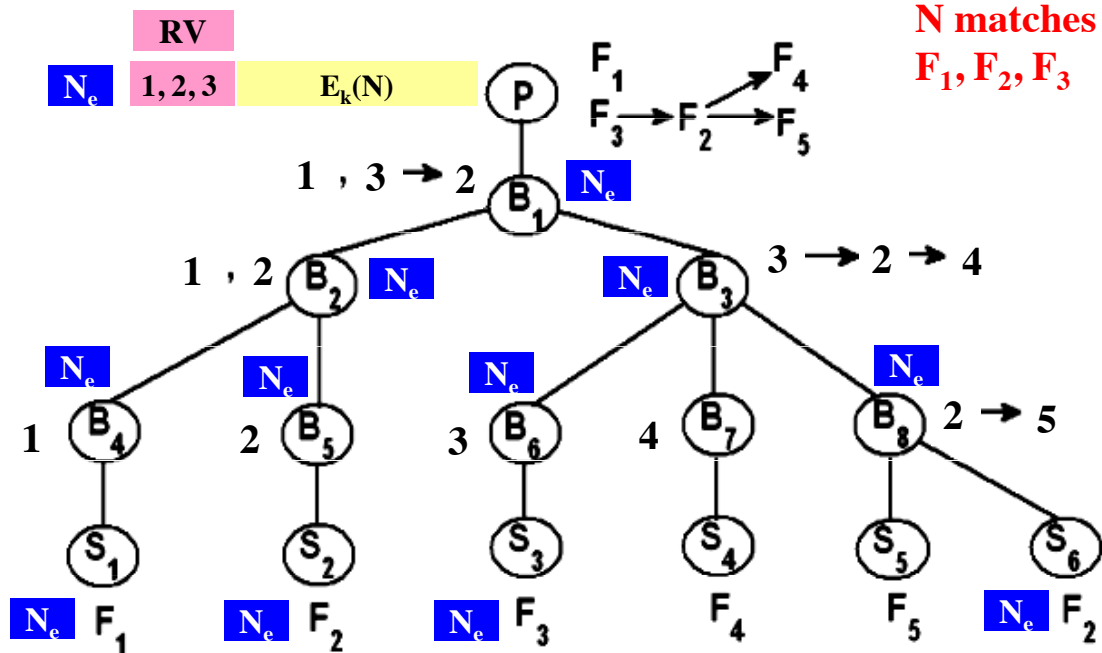 RV
N matches
F₁, F₂, F₃
Nₑ 1, 2, 3 Eₖ(N) P
F₁ F₄
F₃ → F₂ → F₅
1 , 3 → 2 B₁ Nₑ
1 , 2 B₂ Nₑ Nₑ B₃ 3 → 2 → 4
Nₑ Nₑ Nₑ Nₑ
1 B₄ 2 B₅ 3 B₆ 4 B₇ B₈ 2 → 5
S₁ S₂ S₃ S₄ S₅ S₆
Nₑ F₁ Nₑ F₂ Nₑ F₃ F₄ F₅ Nₑ F₂